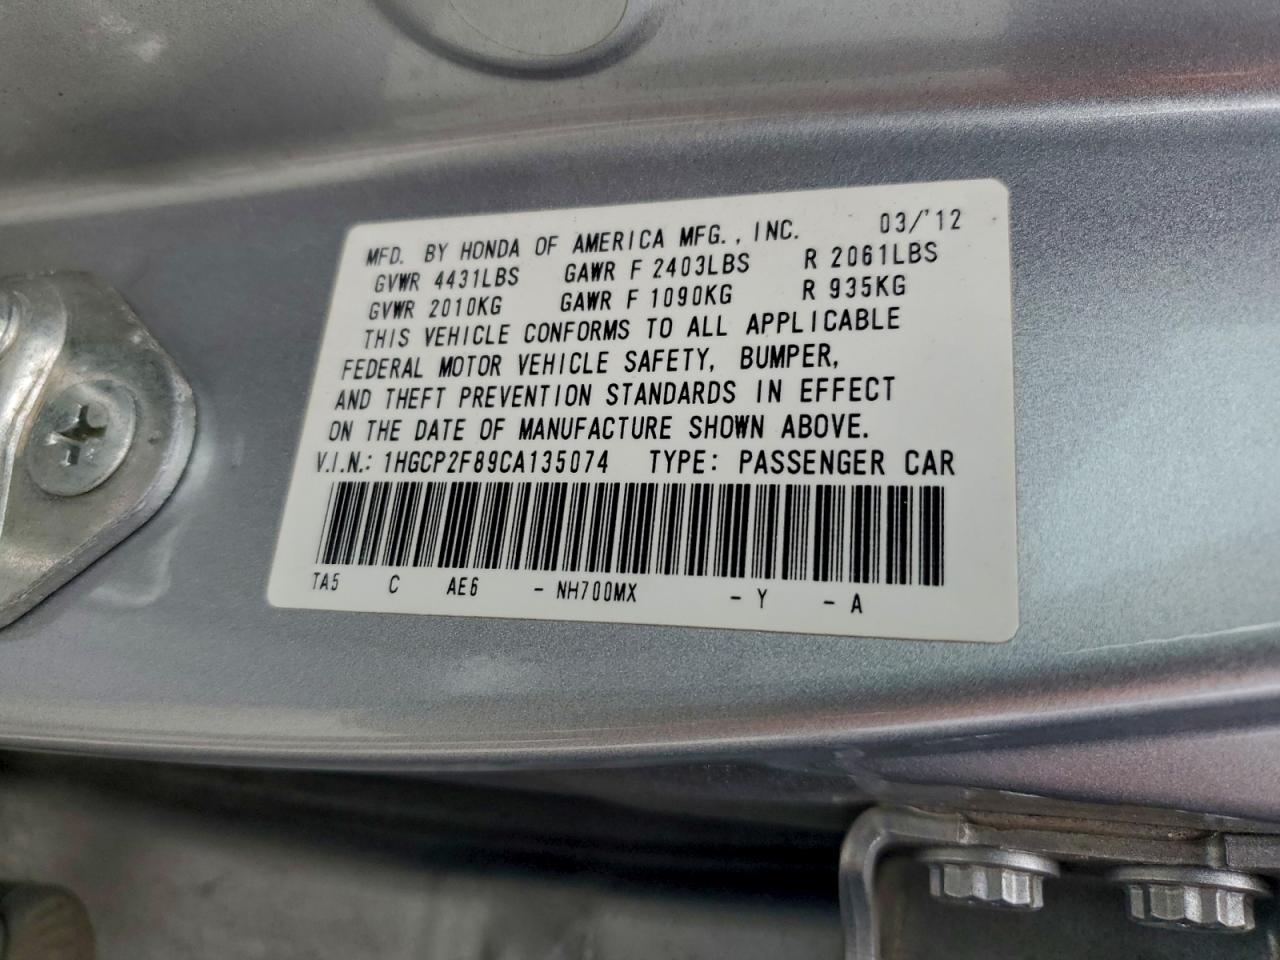 MFD. BY HONDA OF AMERICA MFG., INC. 03/'12
GVWR 4431LBS GAWR F 2403LBS R 2061LBS
GVWR 2010KG GAWR F 1090KG R 935KG
THIS VEHICLE CONFORMS TO ALL APPLICABLE
FEDERAL MOTOR VEHICLE SAFETY, BUMPER,
AND THEFT PREVENTION STANDARDS IN EFFECT
ON THE DATE OF MANUFACTURE SHOWN ABOVE.
V.I.N.: 1HGCP2F89CA135074 TYPE: PASSENGER CAR
TA5 C AE6 - NH700MX - Y - A